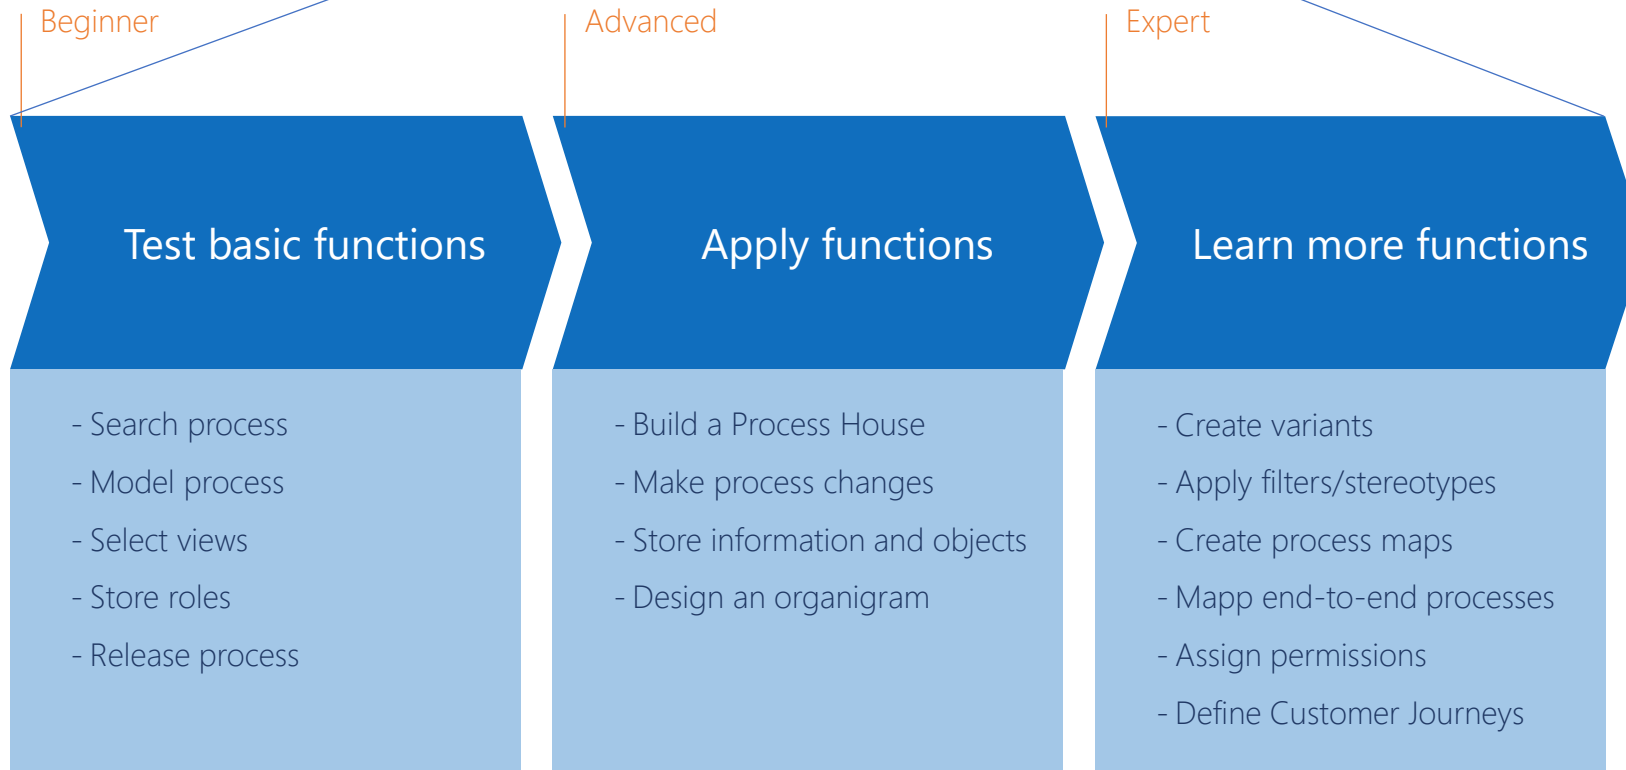 Beginner
Advanced
Expert
Test basic functions
Apply functions
Learn more functions
- Search process
- Model process
- Select views
- Store roles
- Release process
- Build a Process House
- Make process changes
- Store information and objects
- Design an organigram
- Create variants
- Apply filters/stereotypes
- Create process maps
- Mapp end-to-end processes
- Assign permissions
- Define Customer Journeys